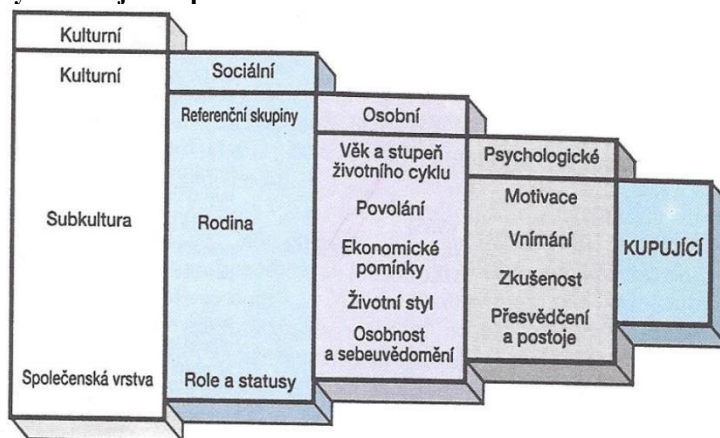 Kulturní
Kulturní
Subkultura
Společenská vrstva
Sociální
Referenční skupiny
Rodina
Role a statusy
Osobní
Věk a stupeň
životního cyklu
Povolání
Ekonomické
pomínky
Životní styl
Osobnost
a sebeuvědomění
Psychologické
Motivace
Vnímání
Zkušenost
Přesvědčení
a postoje
KUPUJÍCÍ